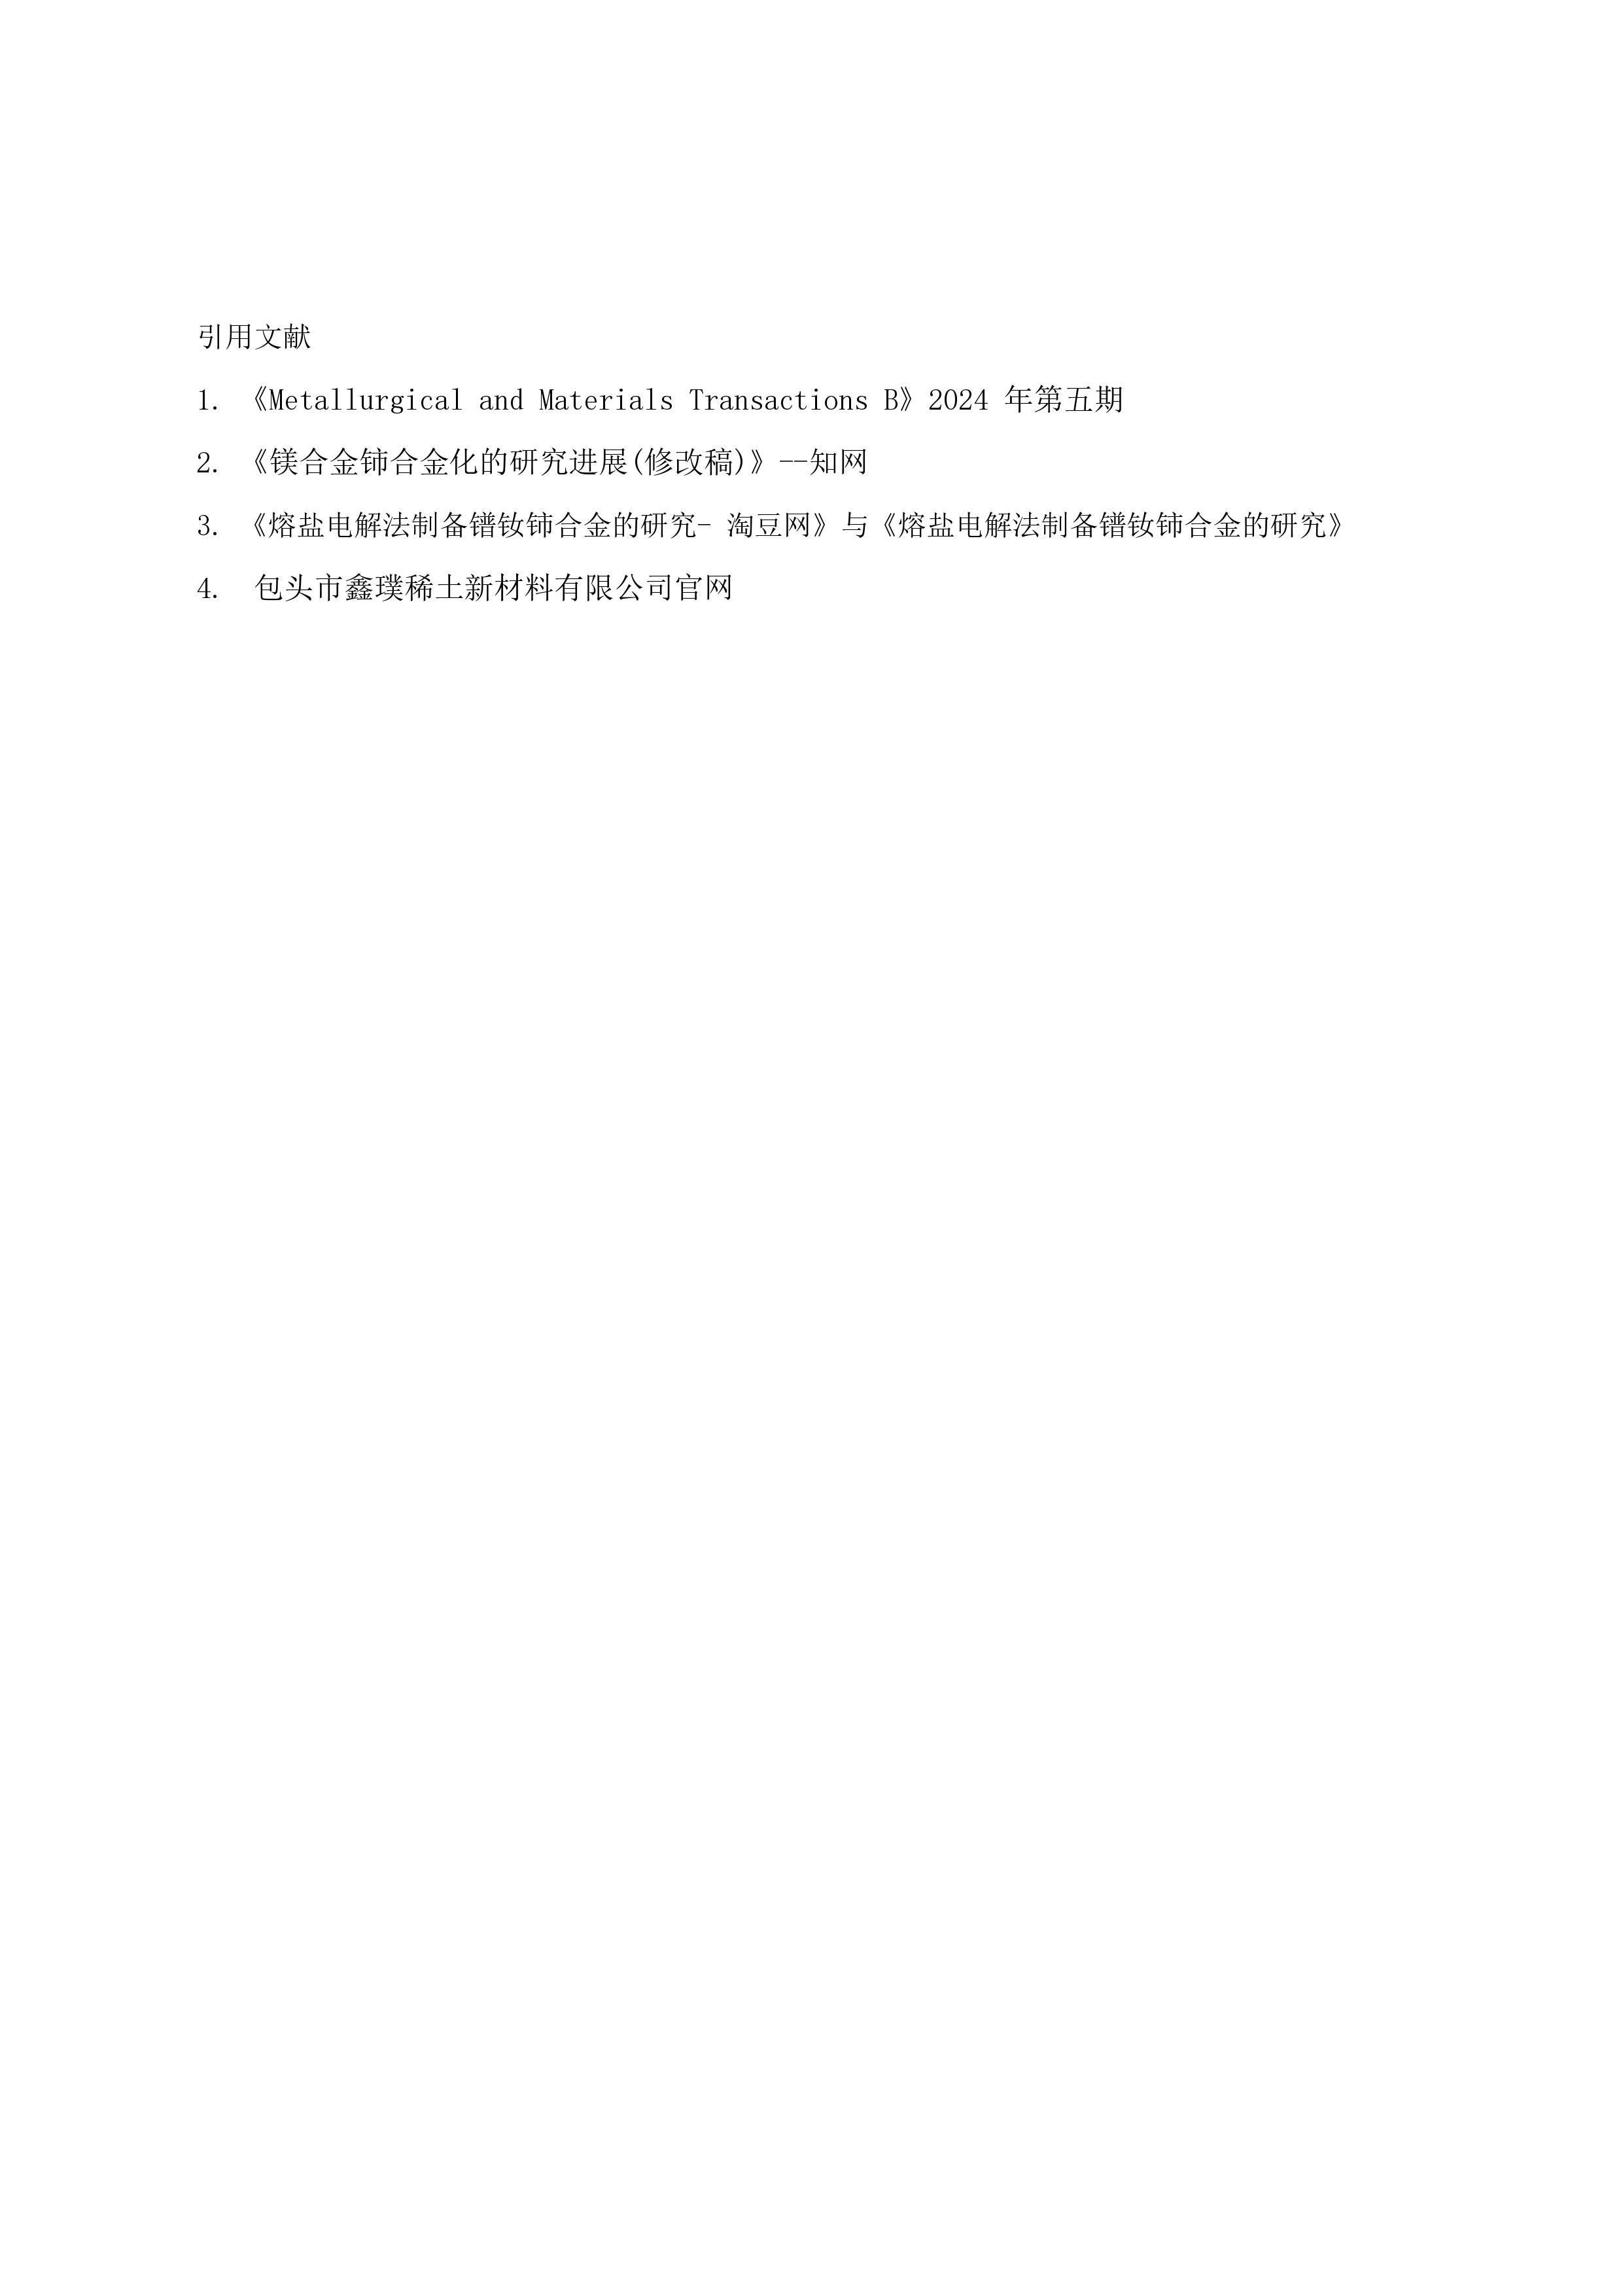 引用文献
1. 《Metallurgical and Materials Transactions B》2024 年第五期
2. 《镁合金铈合金化的研究进展(修改稿)》--知网
3. 《熔盐电解法制备镨钕铈合金的研究- 淘豆网》与《熔盐电解法制备镨钕铈合金的研究》
4. 包头市鑫璞稀土新材料有限公司官网